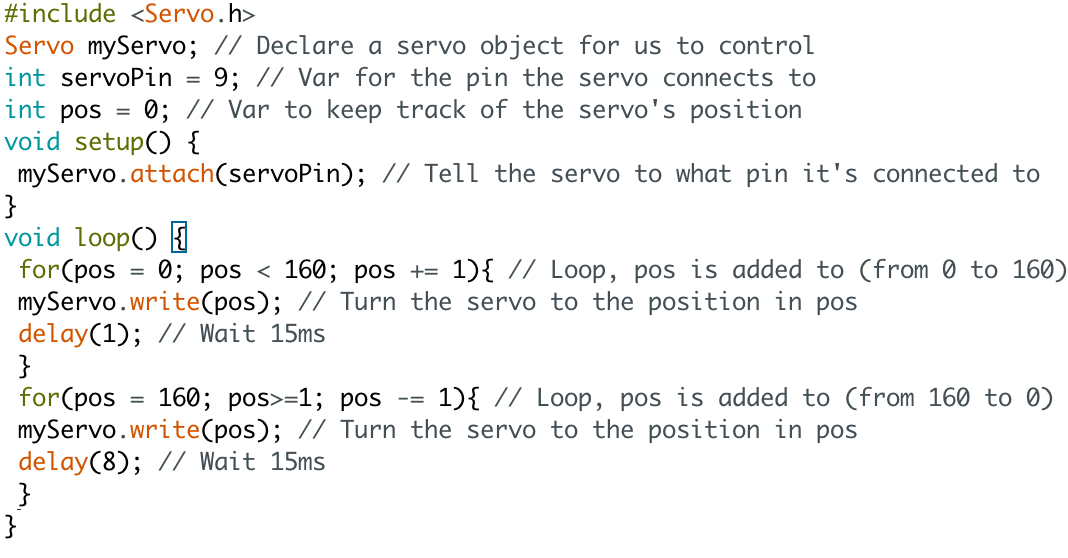 #include <Servo.h>
Servo myServo; // Declare a servo object for us to control
int servoPin = 9; // Var for the pin the servo connects to
int pos = 0; // Var to keep track of the servo's position
void setup() {
 myServo.attach(servoPin); // Tell the servo to what pin it's connected to
}
void loop() {
 for(pos = 0; pos < 160; pos += 1){ // Loop, pos is added to (from 0 to 160)
 myServo.write(pos); // Turn the servo to the position in pos
 delay(1); // Wait 15ms
 }
 for(pos = 160; pos>=1; pos -= 1){ // Loop, pos is added to (from 160 to 0)
 myServo.write(pos); // Turn the servo to the position in pos
 delay(8); // Wait 15ms
 }
}